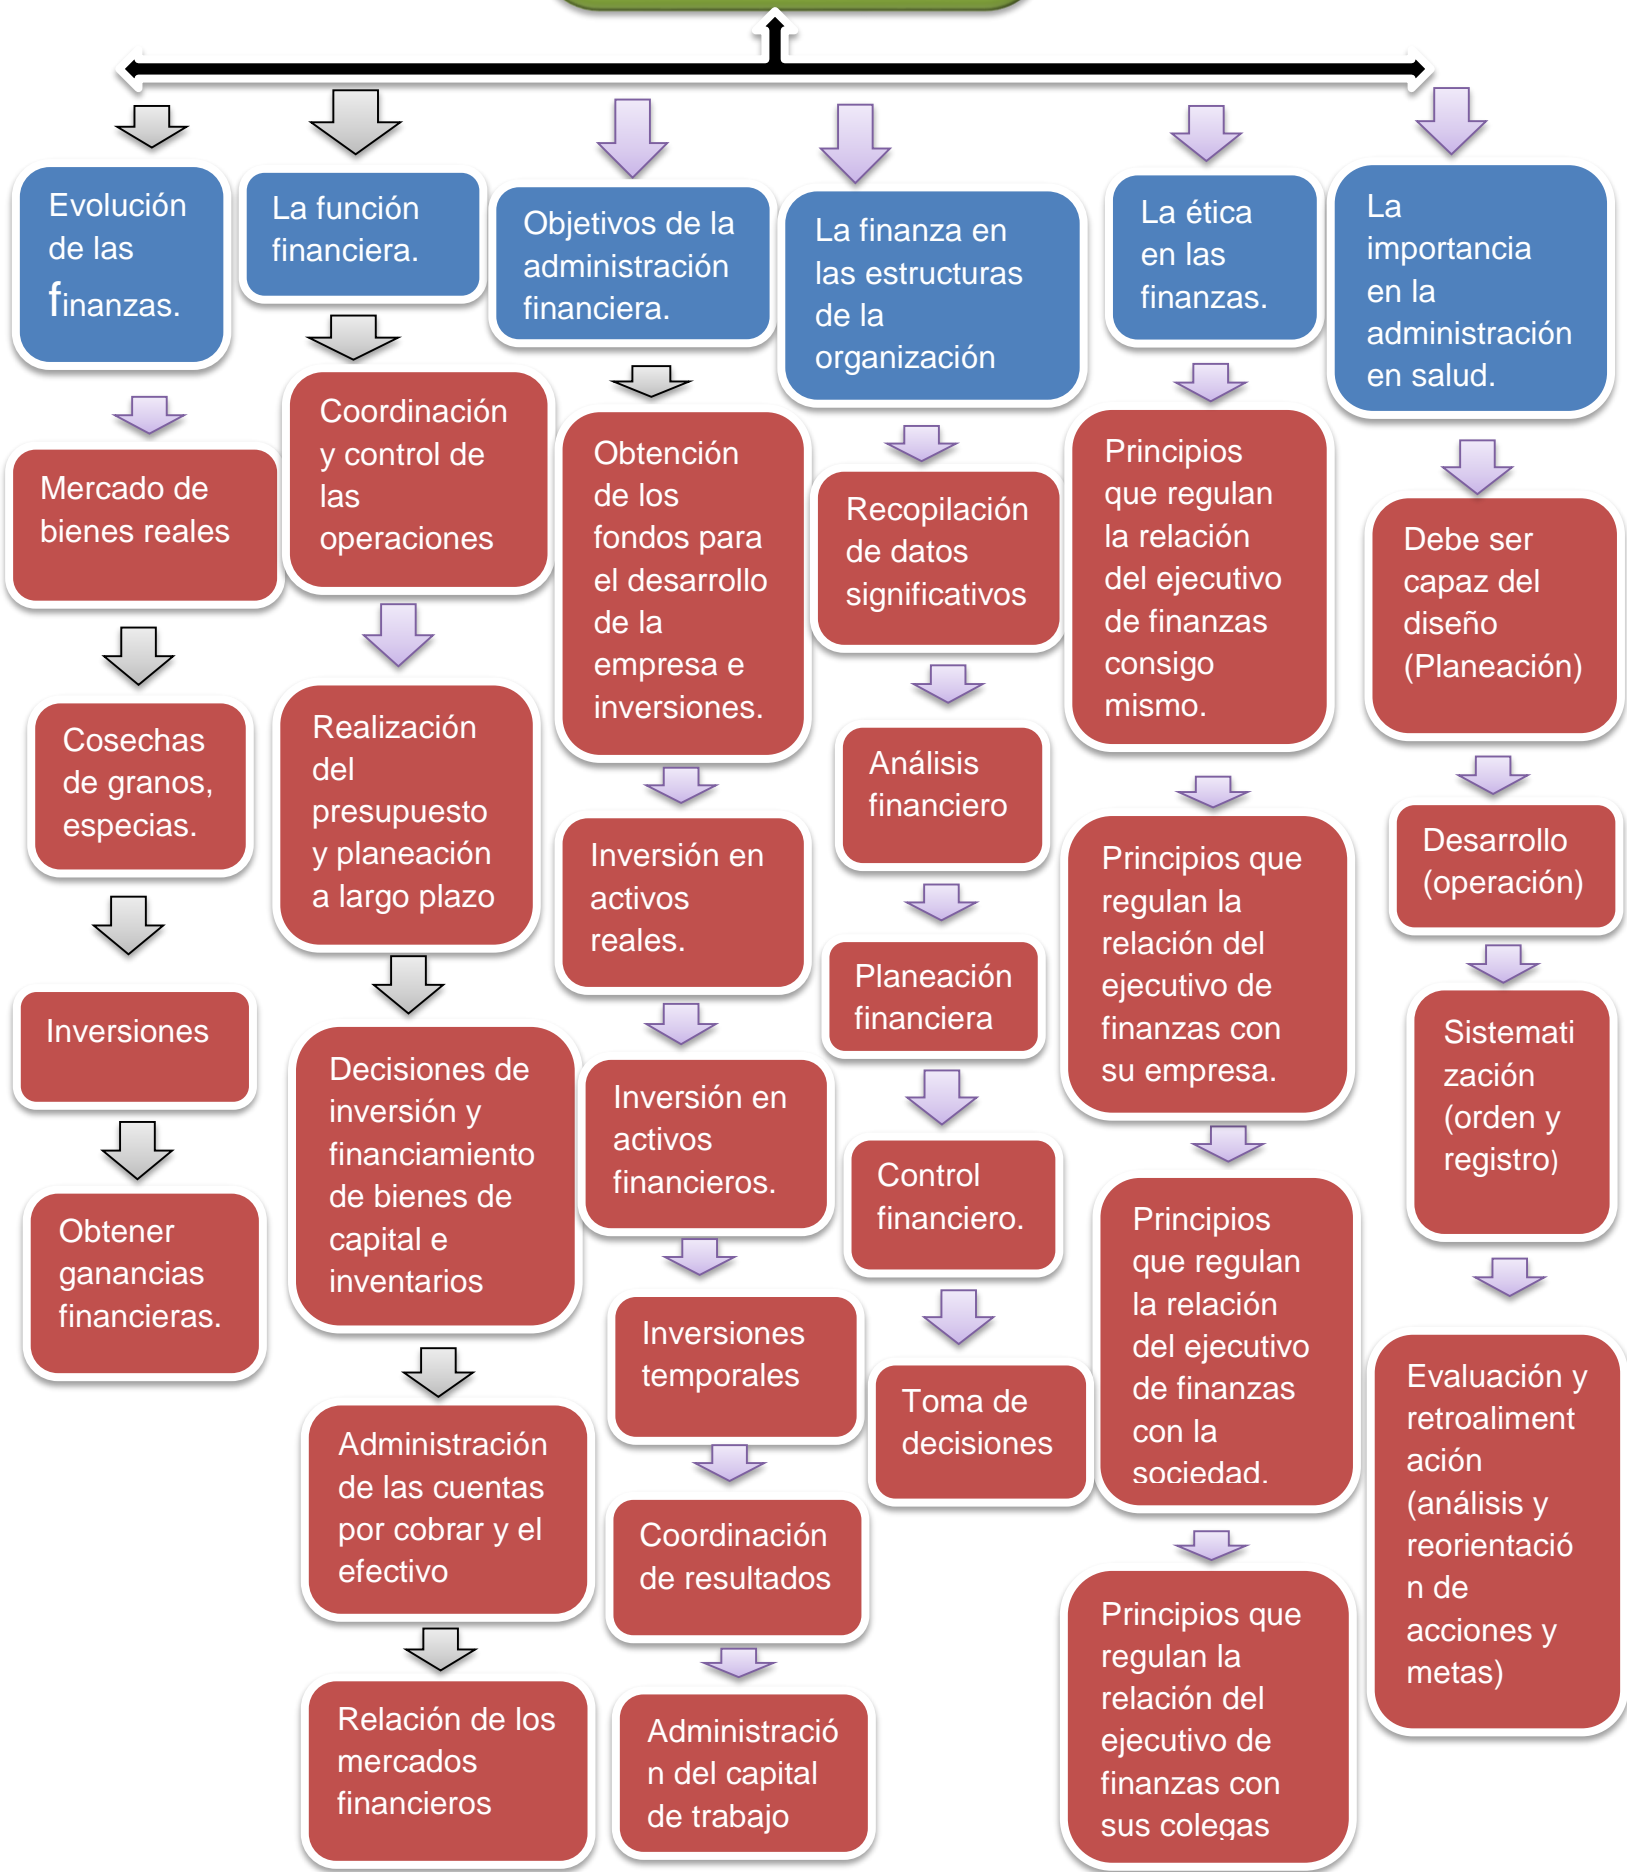 Evolución
de las
finanzas.
Mercado de
bienes reales
Cosechas
de granos,
especias.
Inversiones
Obtener
ganancias
financieras.
La función
financiera.
Coordinación
y control de
las
operaciones
Realización
del
presupuesto
y planeación
a largo plazo
Decisiones de
inversión y
financiamiento
de bienes de
capital e
inventarios
Administración
de las cuentas
por cobrar y el
efectivo
Relación de los
mercados
financieros
Objetivos de la
administración
financiera.
Obtención
de los
fondos para
el desarrollo
de la
empresa e
inversiones.
Inversión en
activos
reales.
Inversión en
activos
financieros.
Inversiones
temporales
Coordinación
de resultados
Administració
n del capital
de trabajo
La finanza en
las estructuras
de la
organización
Recopilación
de datos
significativos
Análisis
financiero
Planeación
financiera
Control
financiero.
Toma de
decisiones
La ética
en las
finanzas.
Principios
que regulan
la relación
del ejecutivo
de finanzas
consigo
mismo.
Principios que
regulan la
relación del
ejecutivo de
finanzas con
su empresa.
Principios
que regulan
la relación
del ejecutivo
de finanzas
con la
sociedad.
Principios que
regulan la
relación del
ejecutivo de
finanzas con
sus colegas
La
importancia
en la
administración
en salud.
Debe ser
capaz del
diseño
(Planeación)
Desarrollo
(operación)
Sistemati
zación
(orden y
registro)
Evaluación y
retroaliment
ación
(análisis y
reorientació
n de
acciones y
metas)